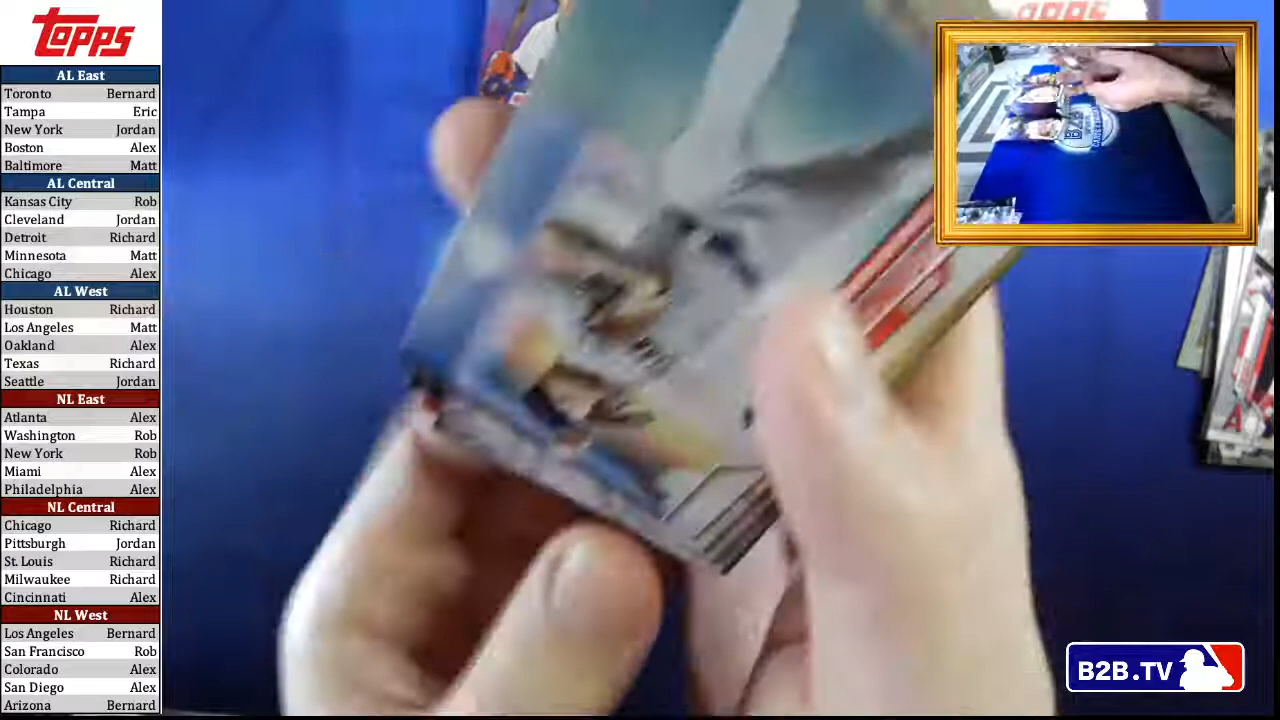 Topps
AL East
Toronto Bernard
Tampa Eric
New York Jordan
Boston Alex
Baltimore Matt
AL Central
Kansas City Rob
Cleveland Jordan
Detroit Richard
Minnesota Matt
Chicago Alex
AL West
Houston Richard
Los Angeles Matt
Oakland Alex
Texas Richard
Seattle Jordan
NL East
Atlanta Alex
Washington Rob
New York Rob
Miami Alex
Philadelphia Alex
NL Central
Chicago Richard
Pittsburgh Jordan
St. Louis Richard
Milwaukee Richard
Cincinnati Alex
NL West
Los Angeles Bernard
San Francisco Rob
Colorado Alex
San Diego Alex
Arizona Bernard
Topps
B2B
B2B.TV